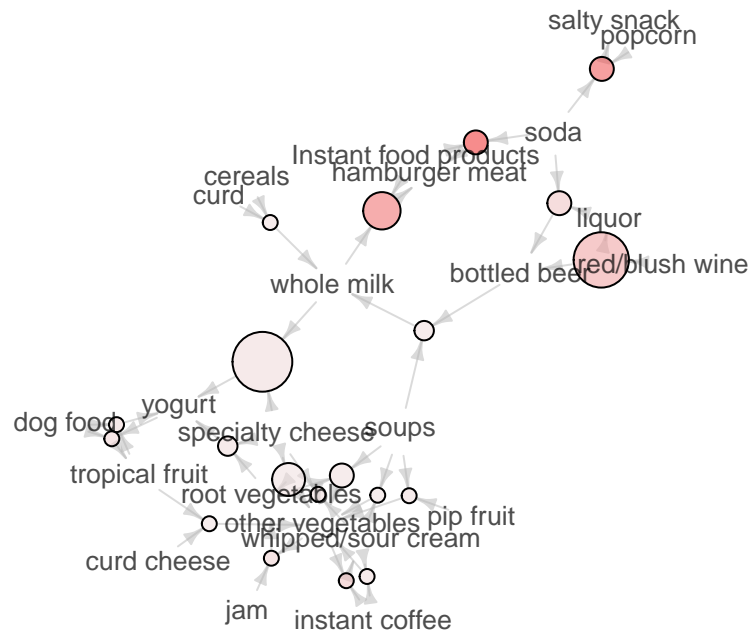 salty snack
popcorn
soda
Instant food products
hamburger meat
cereals
curd
liquor
red/blush wine
bottled beer
whole milk
yogurt
dog food
specialty cheese
soups
tropical fruit
root vegetables
pip fruit
other vegetables
whipped/sour cream
curd cheese
jam
instant coffee